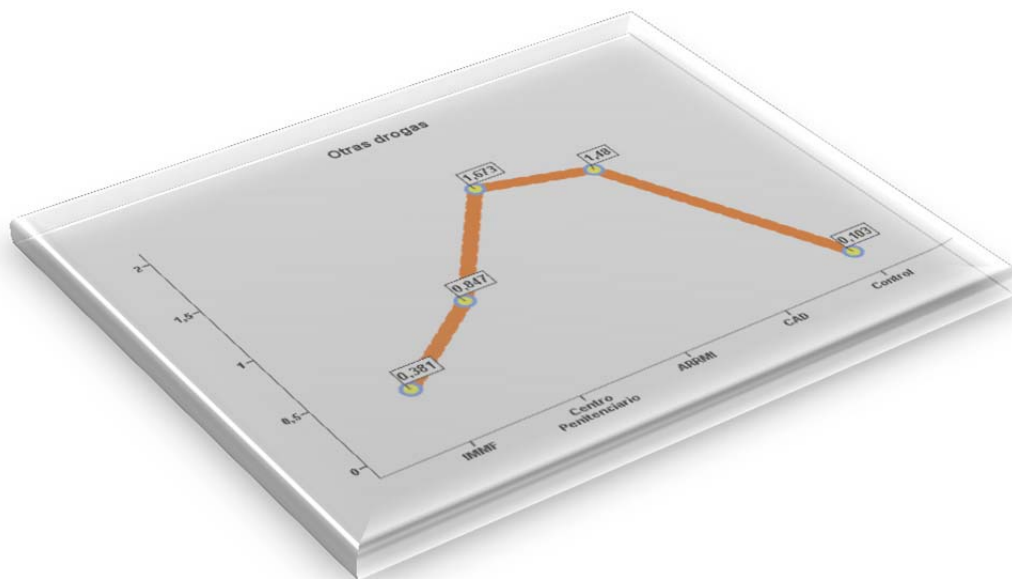 Otras drogas
2
1,5
1
0,5
0
0,381
0,847
1,673
1,48
0,103
IMMF
Centro
Penitenciario
ARRMI
CAD
Control